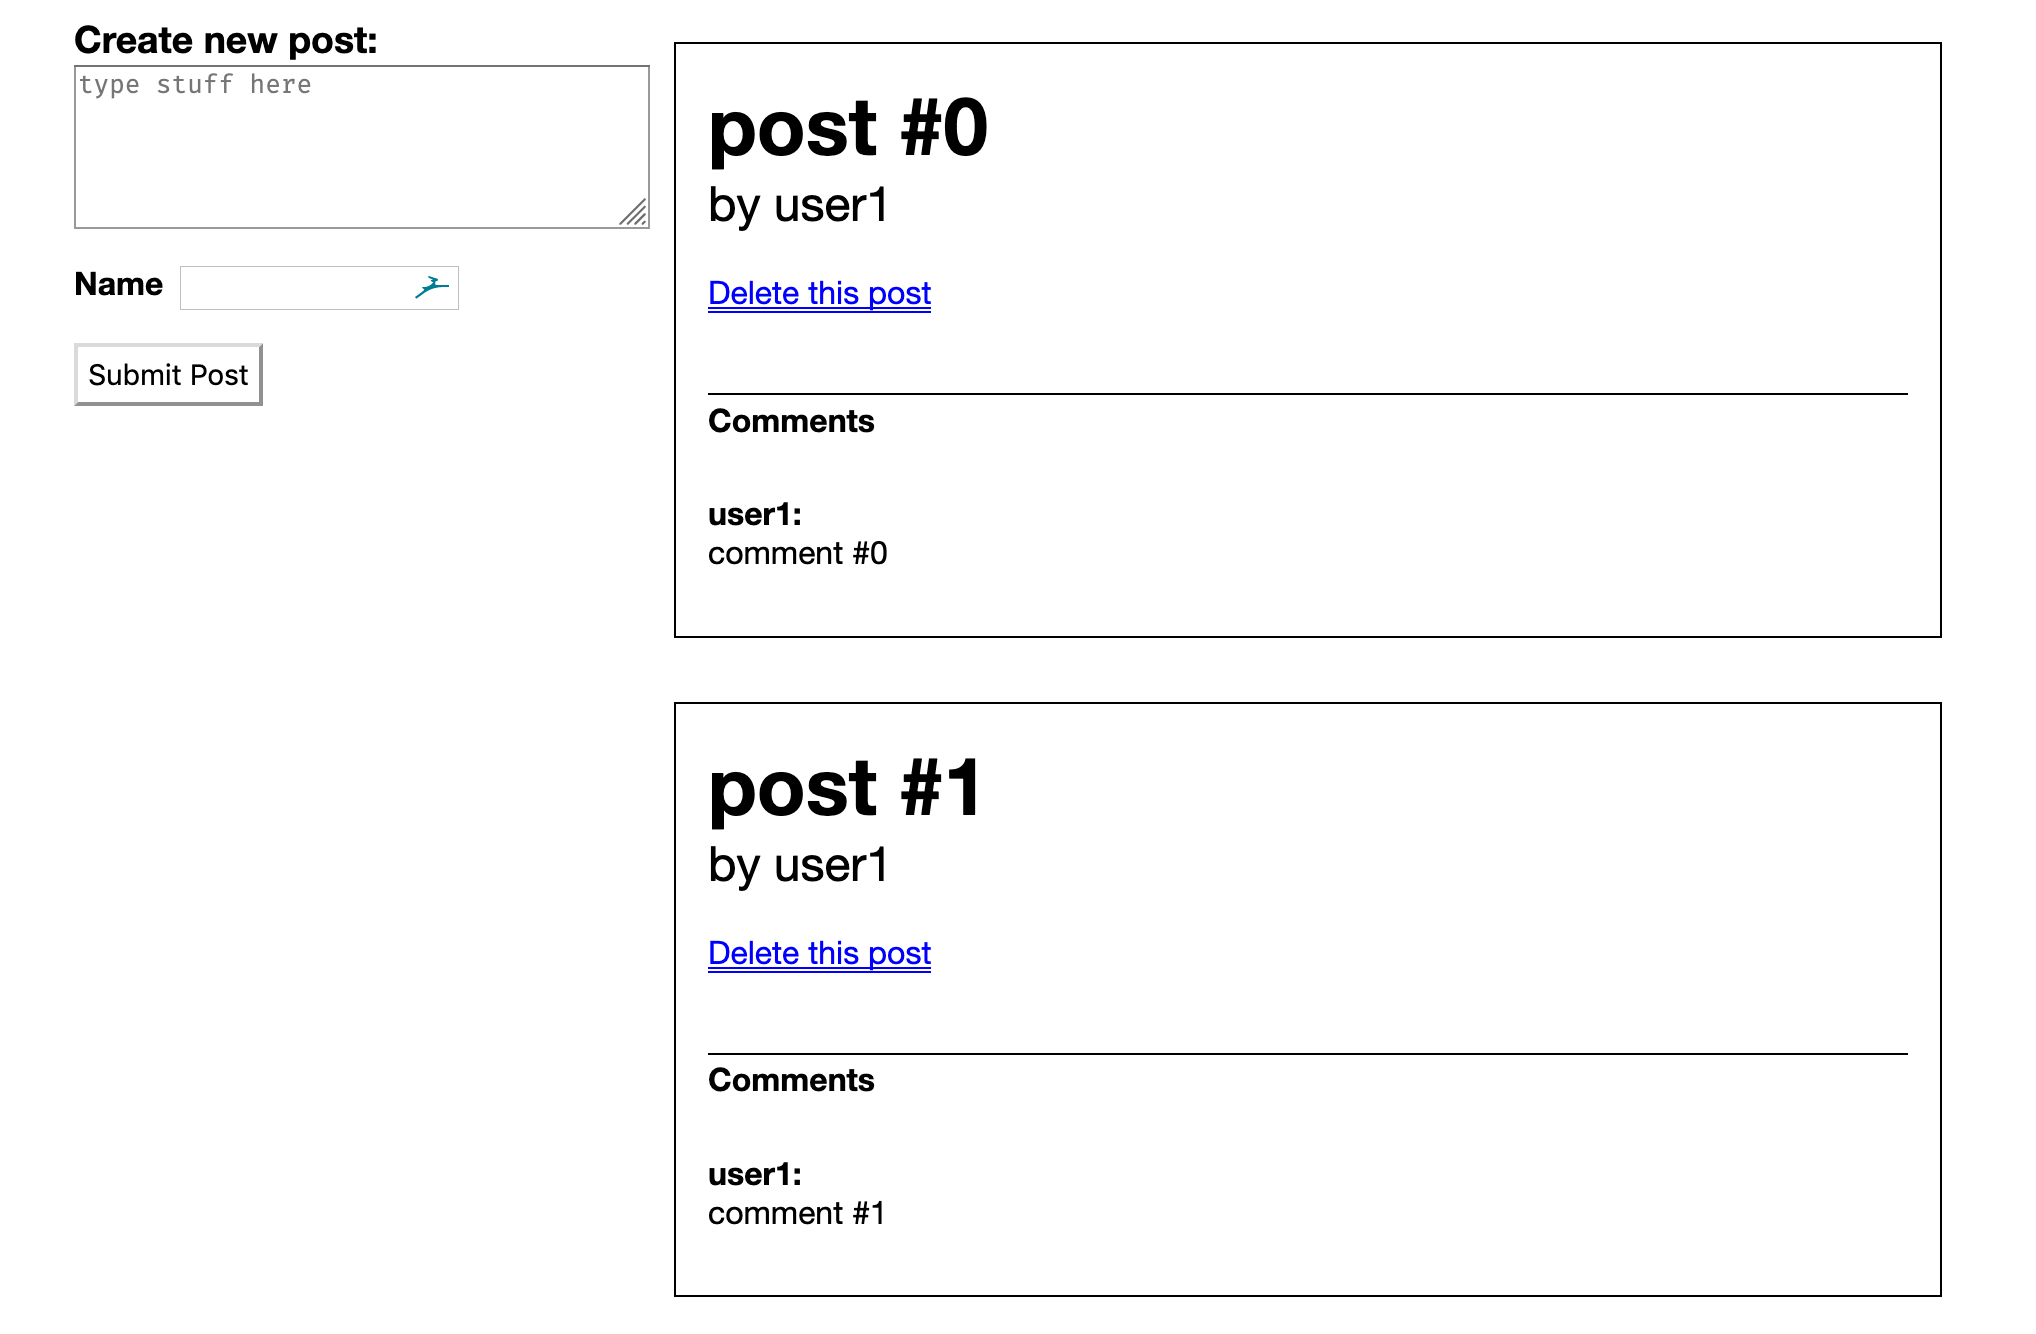 Create new post:
type stuff here
Name
Submit Post
post #0
by user1
Delete this post
Comments
user1:
comment #0
post #1
by user1
Delete this post
Comments
user1:
comment #1